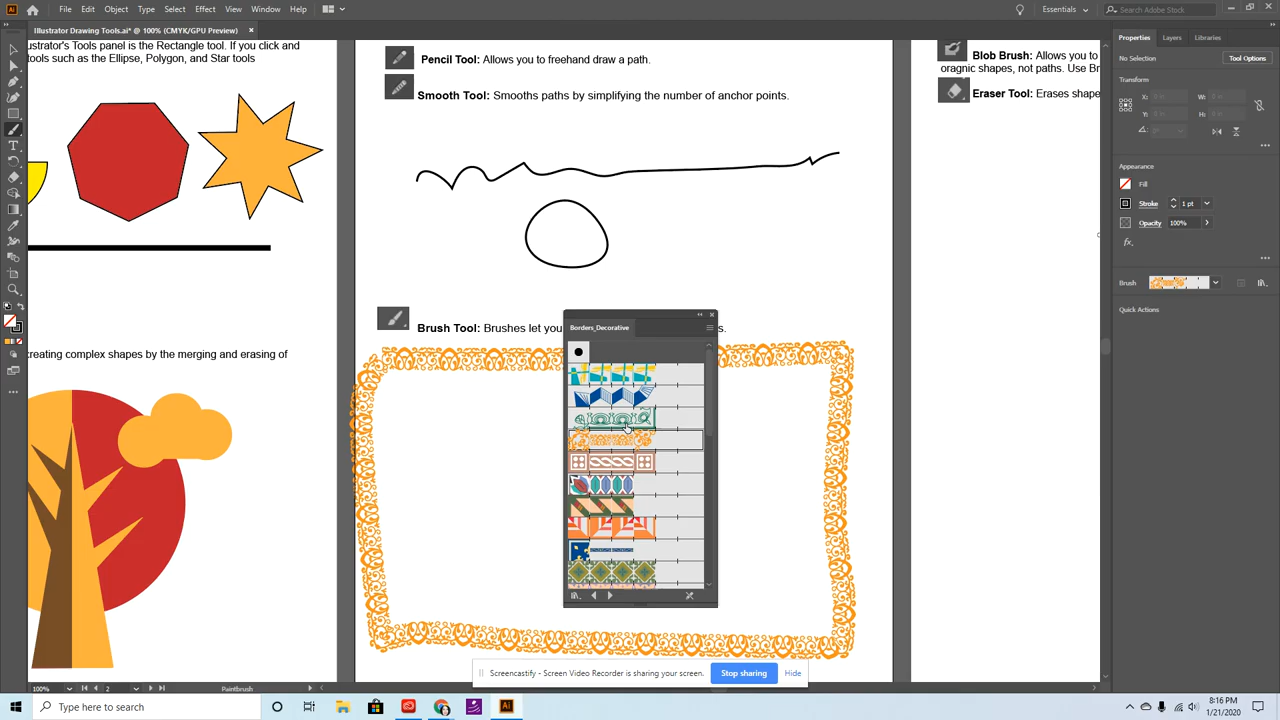 File Edit Object Type Select Effect View Window Help
Essentials
Search Adobe Stock
Illustrator Drawing Tools.ai* @ 100% (CMYK/GPU Preview)
ustrator's Tools panel is the Rectangle tool. If you click and
tools such as the Ellipse, Polygon, and Star tools
creating complex shapes by the merging and erasing of
Pencil Tool: Allows you to freehand draw a path.
Smooth Tool: Smooths paths by simplifying the number of anchor points.
Brush Tool: Brushes let you
s.
Borders_Decorative
Blob Brush: Allows you to
oragnic shapes, not paths. Use Br
Eraser Tool: Erases shape
Properties Layers Libraries
No Selection
Tool Options
Transform
X:
W:
Y:
H:
Appearance
Fill
Stroke
1 pt
Opacity
100%
fx.
Brush
Quick Actions
Screencastify - Screen Video Recorder is sharing your screen.
Stop sharing
Hide
100%
2
Paintbrush
Type here to search
8:16 PM
1/21/2020